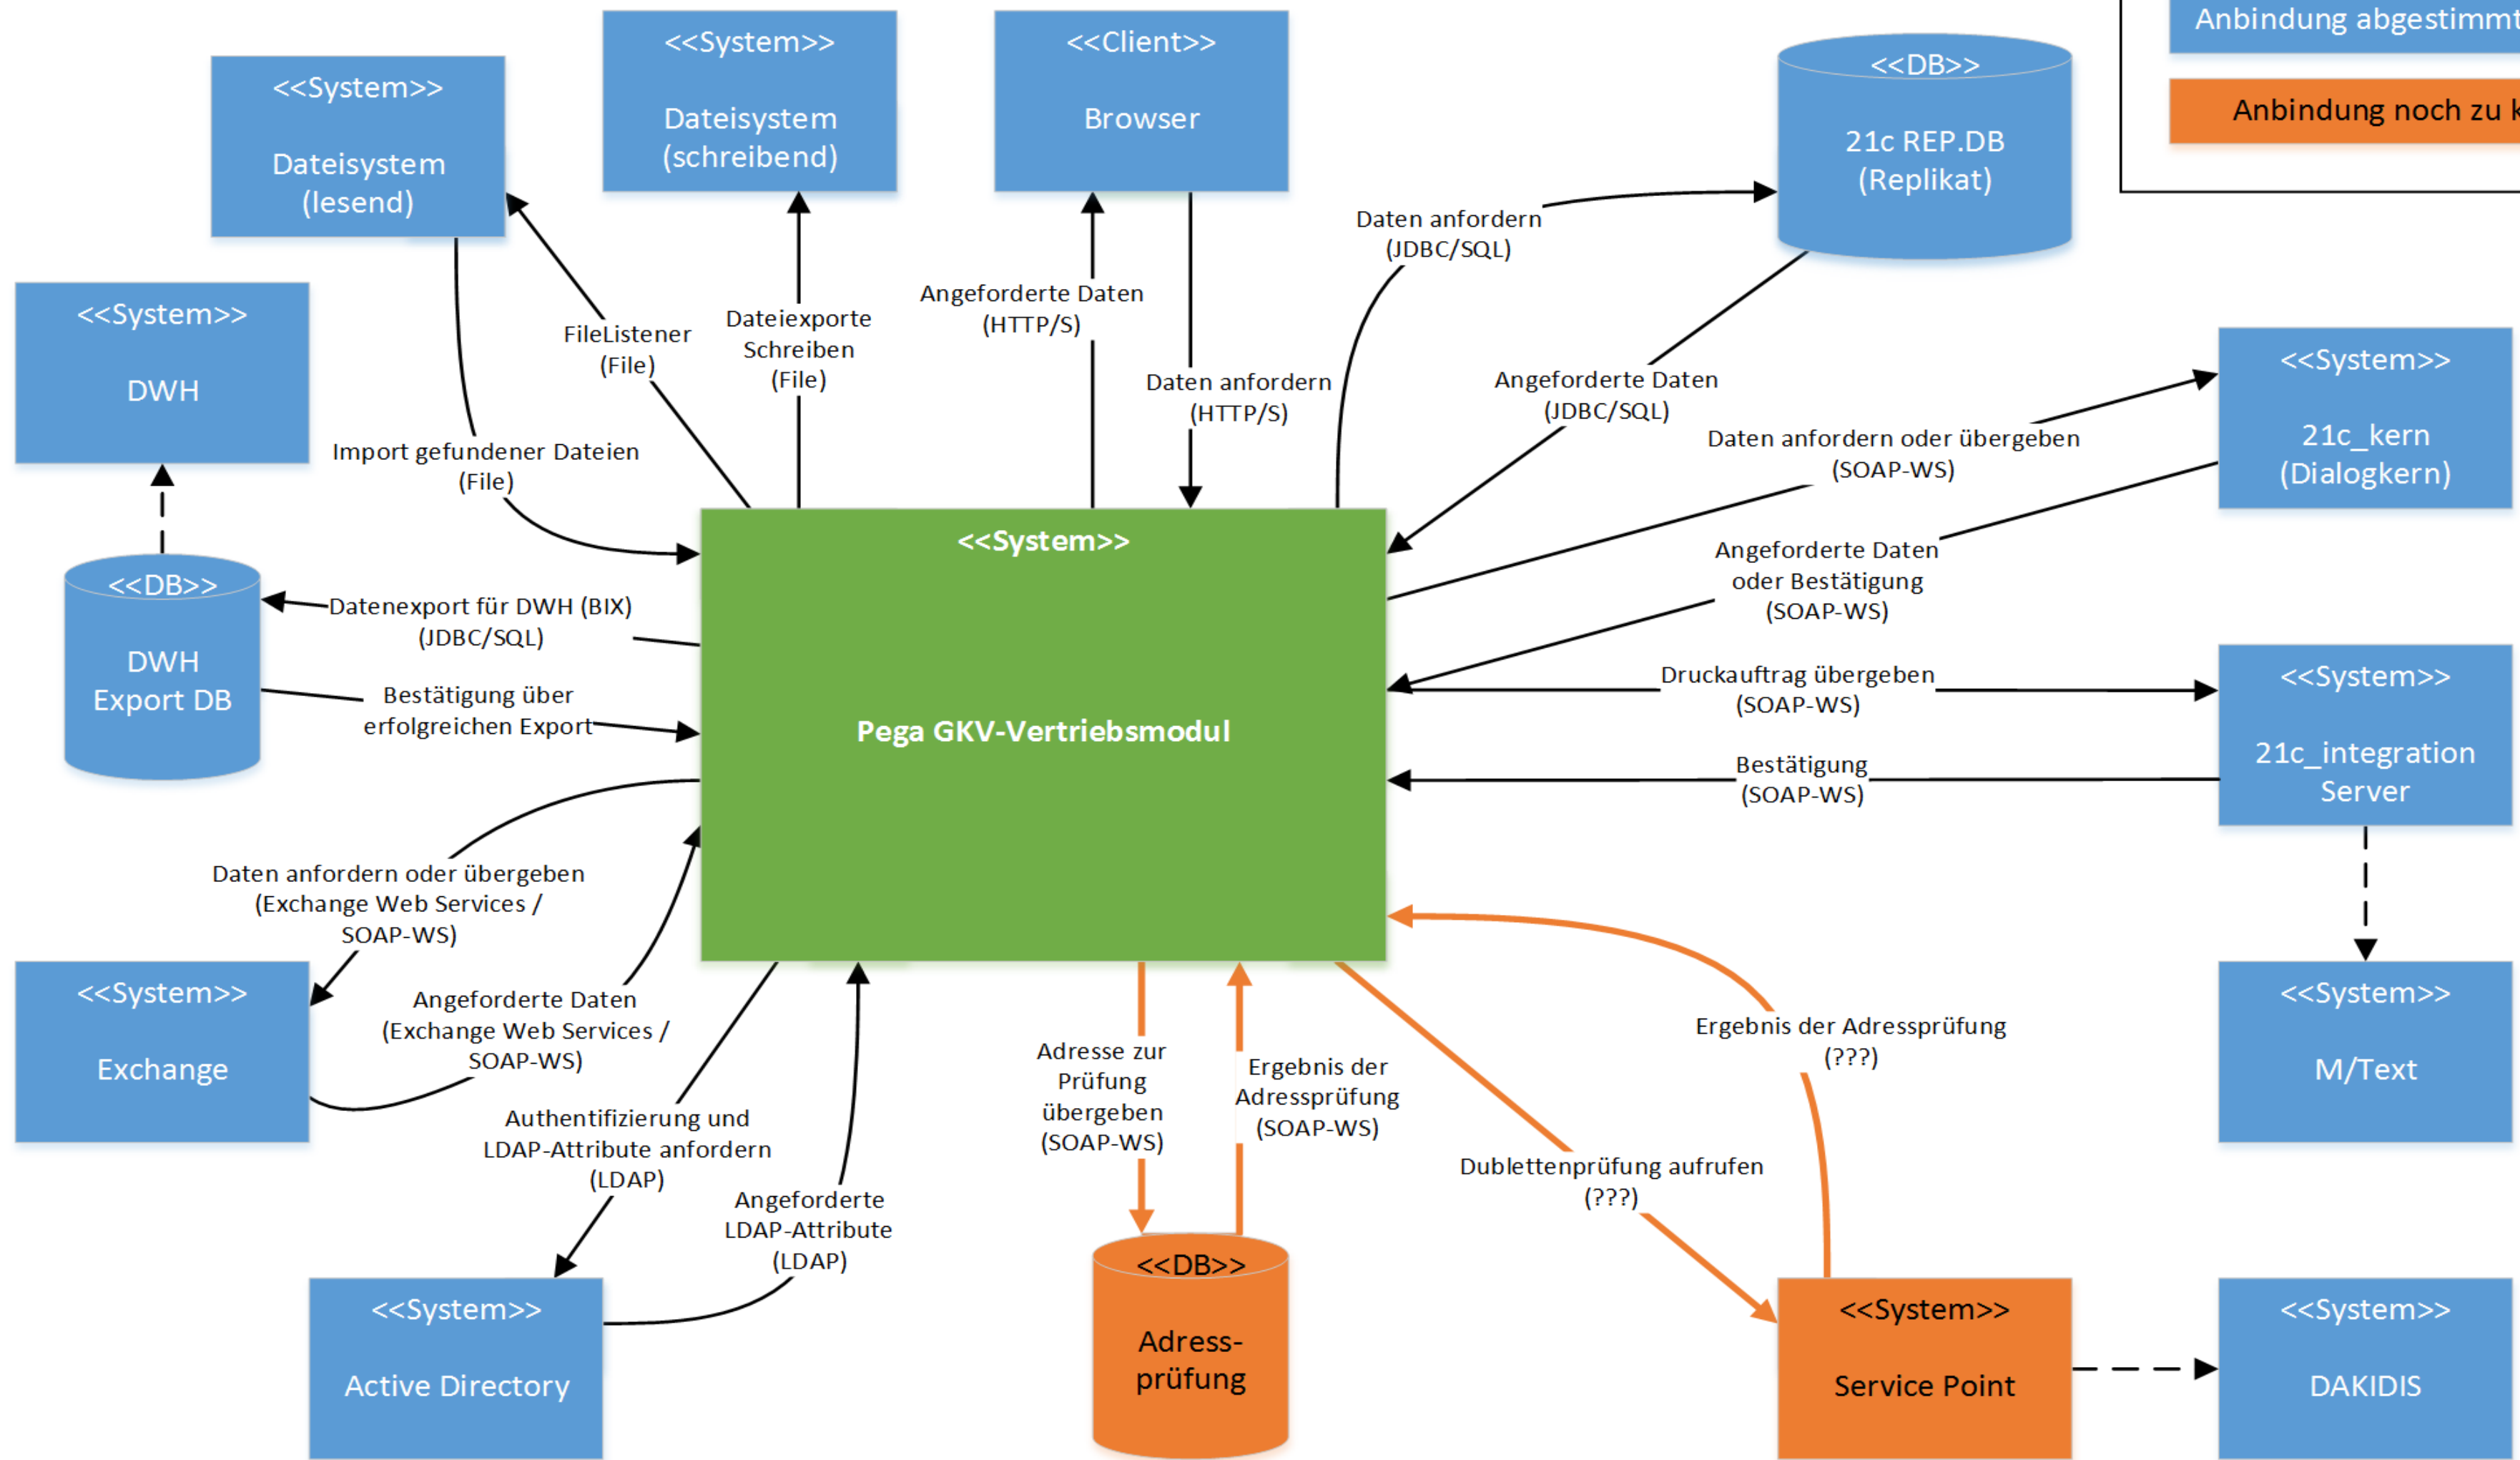 <<System>>
Dateisystem
(lesend)
<<System>>
Dateisystem
(schreibend)
<<Client>>
Browser
<<DB>>
21c REP.DB
(Replikat)
Anbindung abgestimmt
Anbindung noch zu
<<System>>
DWH
FileListener
(File)
Dateiexporte
Schreiben
(File)
Angeforderte Daten
(HTTP/S)
Daten anfordern
(HTTP/S)
Daten anfordern
(JDBC/SQL)
Angeforderte Daten
(JDBC/SQL)
Import gefundener Dateien
(File)
Daten anfordern oder übergeben
(SOAP-WS)
<<System>>
21c_kern
(Dialogkern)
Angeforderte Daten
oder Bestätigung
(SOAP-WS)
<<DB>>
DWH
Export DB
Datenexport für DWH (BIX)
(JDBC/SQL)
Bestätigung über
erfolgreichen Export
<<System>>
Pega GKV-Vertriebsmodul
Druckauftrag übergeben
(SOAP-WS)
Bestätigung
(SOAP-WS)
<<System>>
21c_integration
Server
Daten anfordern oder übergeben
(Exchange Web Services /
SOAP-WS)
<<System>>
Exchange
Angeforderte Daten
(Exchange Web Services /
SOAP-WS)
Authentifizierung und
LDAP-Attribute anfordern
(LDAP)
Angeforderte
LDAP-Attribute
(LDAP)
<<System>>
Active Directory
Adresse zur
Prüfung
übergeben
(SOAP-WS)
Ergebnis der
Adressprüfung
(SOAP-WS)
<<DB>>
Adress-
prüfung
Ergebnis der Adressprüfung
(???)
Dublettenprüfung aufrufen
(???)
<<System>>
Service Point
<<System>>
M/Text
<<System>>
DAKIDIS